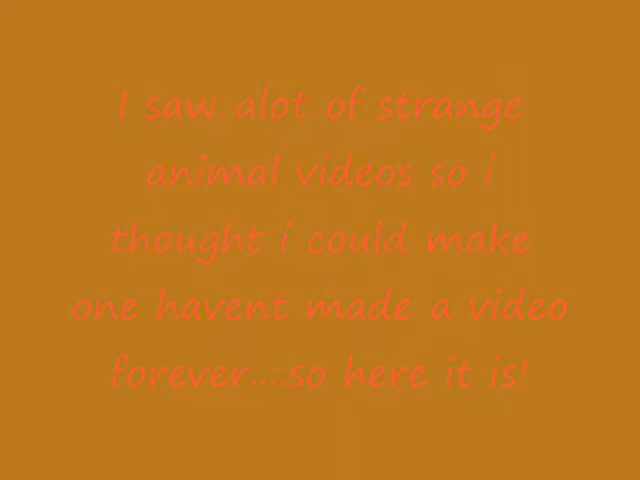 I saw alot of strange
animal videos so i
thought i could make
one havent made a video
forever....so here it is!